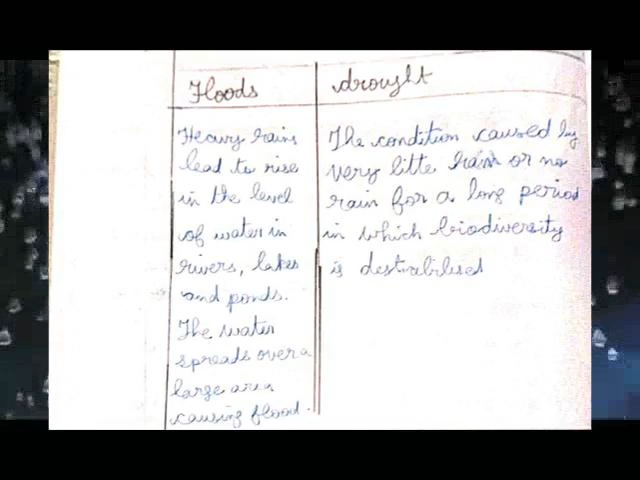 Floods
Heavy rains
lead to rise
in the level
of water in
rivers, lakes
and ponds.
The water
spreads over a
large area
causing flood.
drought
The condition caused by
very litte rain or no
rain for a long period
in which biodiversity
is destrabilised